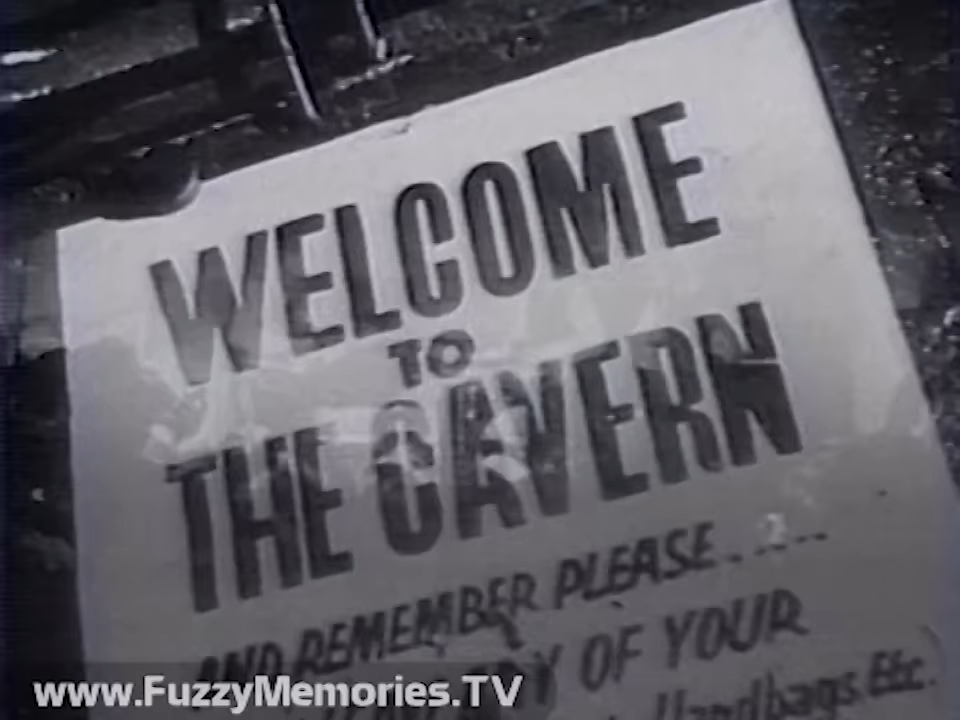 WELCOME
TO
THE CAVERN
AND REMEMBER PLEASE.....
OF YOUR
Handbags. Etc.
www.FuzzyMemories.TV